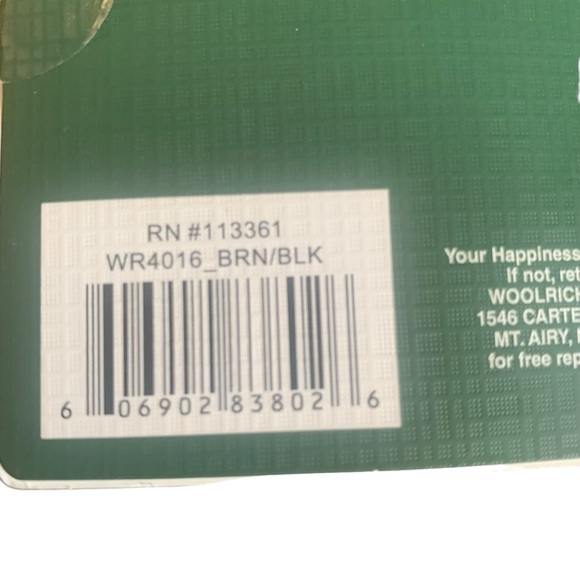 RN #113361
WR4016_BRN/BLK
6 06902 83802 6
Your Happiness
If not, ret
WOOLRICH
1546 CARTE
MT. AIRY,
for free rep